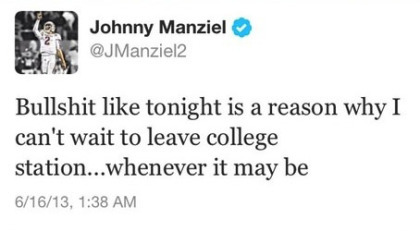 Johnny Manziel
@JManziel2
Bullshit like tonight is a reason why I
can't wait to leave college
station...whenever it may be
6/16/13, 1:38 AM